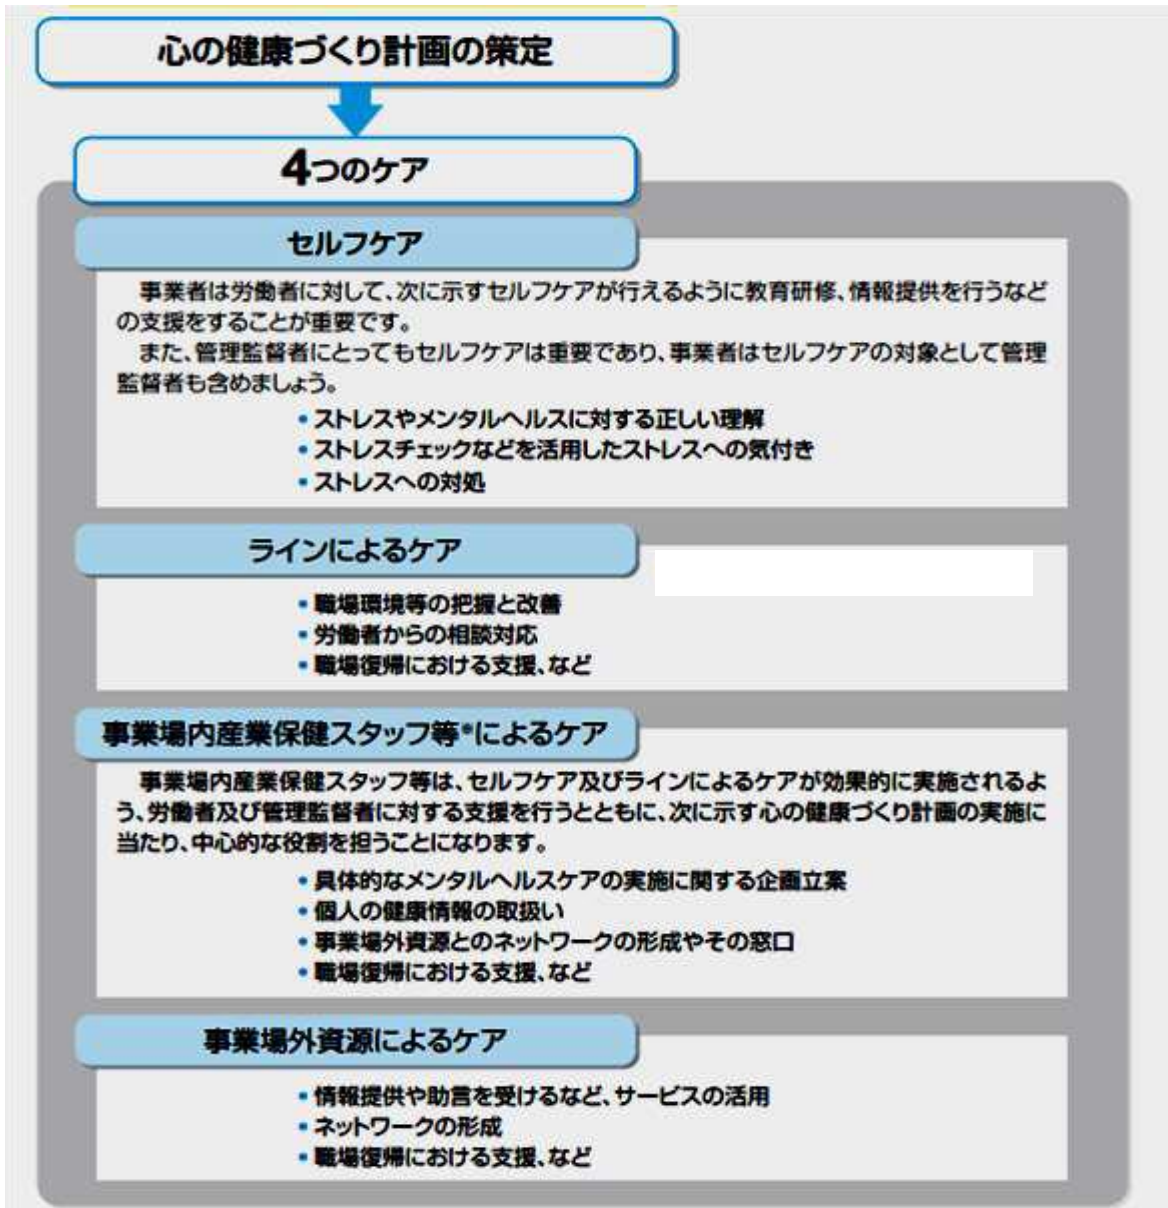 心の健康づくり計画の策定
4つのケア
セルフケア
事業者は労働者に対して、次に示すセルフケアが行えるように教育研修、情報提供を行うなど
の支援をすることが重要です。
また、管理監督者にとってもセルフケアは重要であり、事業者はセルフケアの対象として管理
監督者も含めましょう。
・ストレスやメンタルヘルスに対する正しい理解
・ストレスチェックなどを活用したストレスへの気付き
・ストレスへの対処
ラインによるケア
・職場環境等の把握と改善
・労働者からの相談対応
・職場復帰における支援、など
事業場内産業保健スタッフ等*によるケア
事業場内産業保健スタッフ等は、セルフケア及びラインによるケアが効果的に実施されるよ
う、労働者及び管理監督者に対する支援を行うとともに、次に示す心の健康づくり計画の実施に
当たり、中心的な役割を担うことになります。
・具体的なメンタルヘルスケアの実施に関する企画立案
・個人の健康情報の取扱い
・事業場外資源とのネットワークの形成やその窓口
・職場復帰における支援、など
事業場外資源によるケア
・情報提供や助言を受けるなど、サービスの活用
・ネットワークの形成
・職場復帰における支援、など